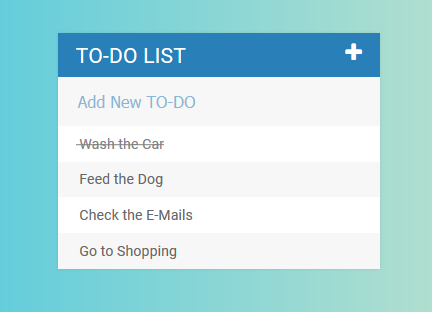 TO-DO LIST
Add New TO-DO
Wash the Car
Feed the Dog
Check the E-Mails
Go to Shopping